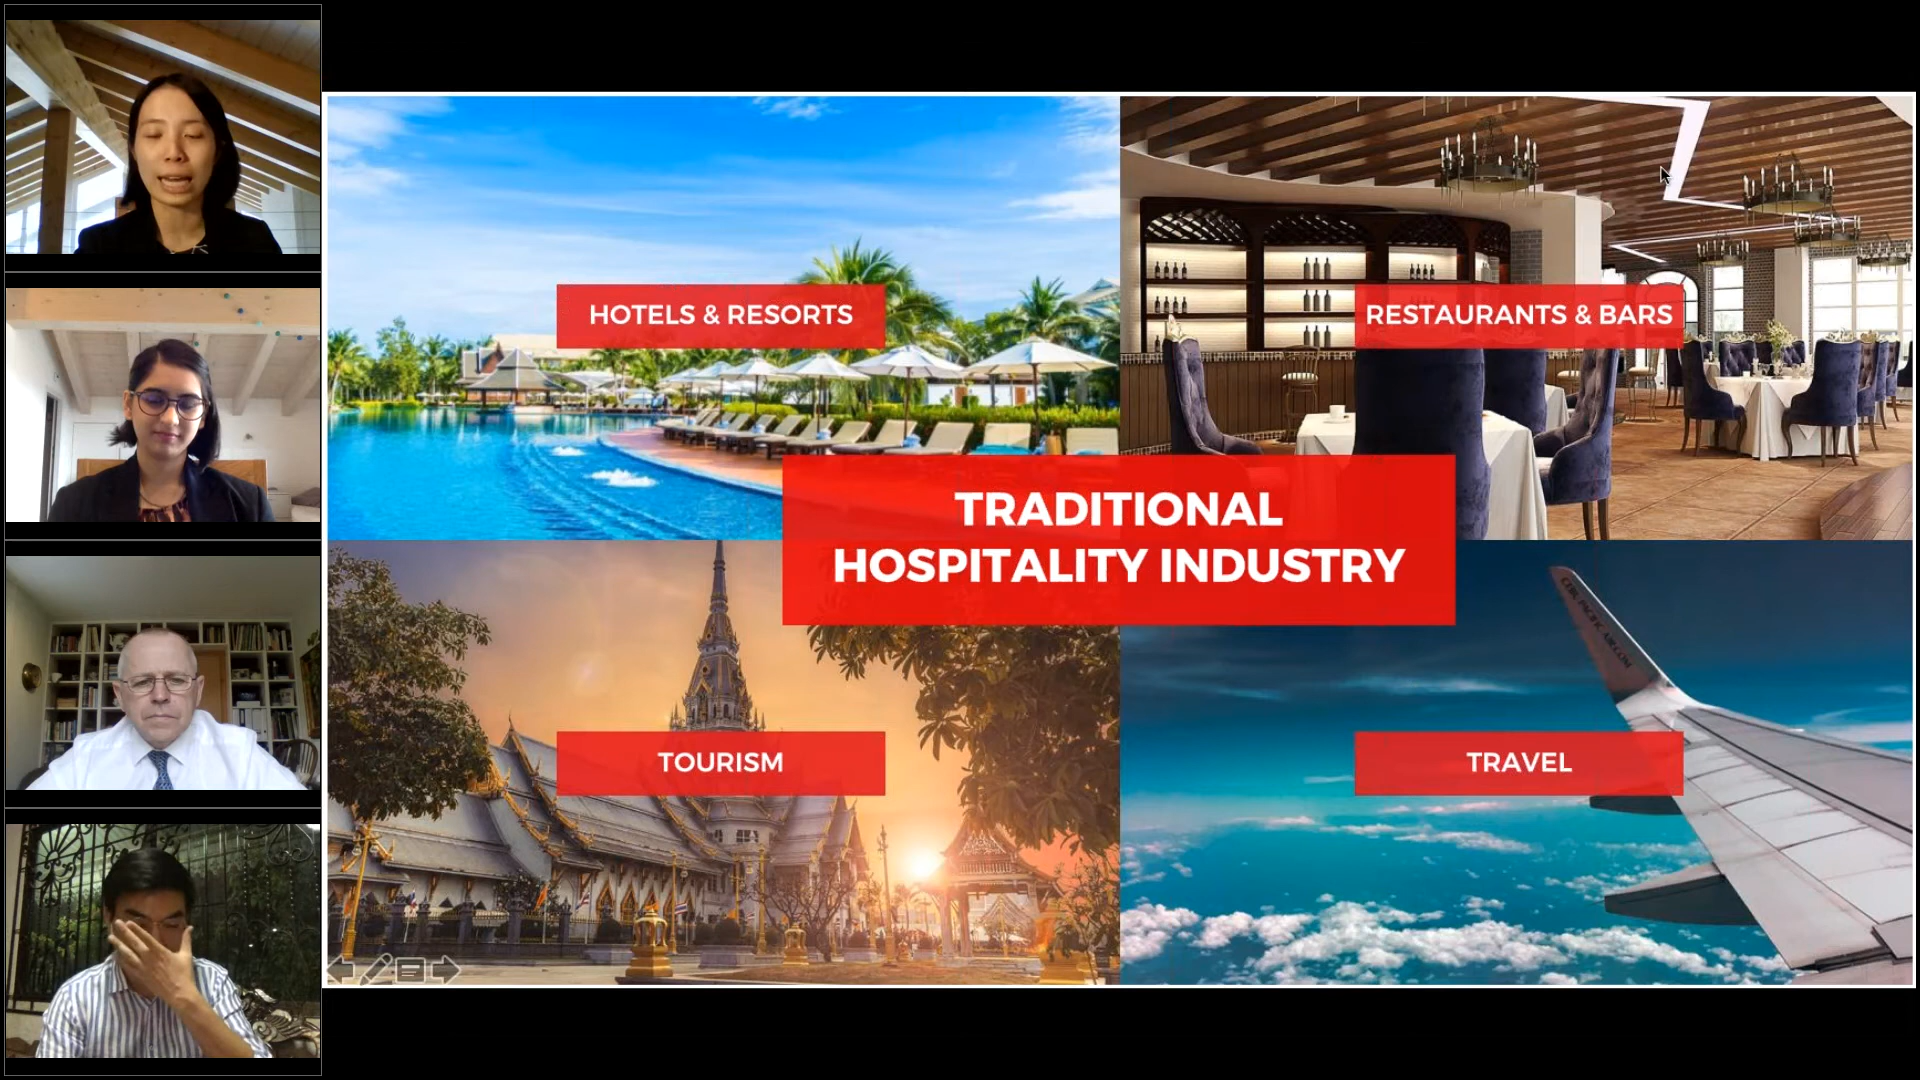 HOTELS & RESORTS
RESTAURANTS & BARS
TRADITIONAL
HOSPITALITY INDUSTRY
TOURISM
TRAVEL